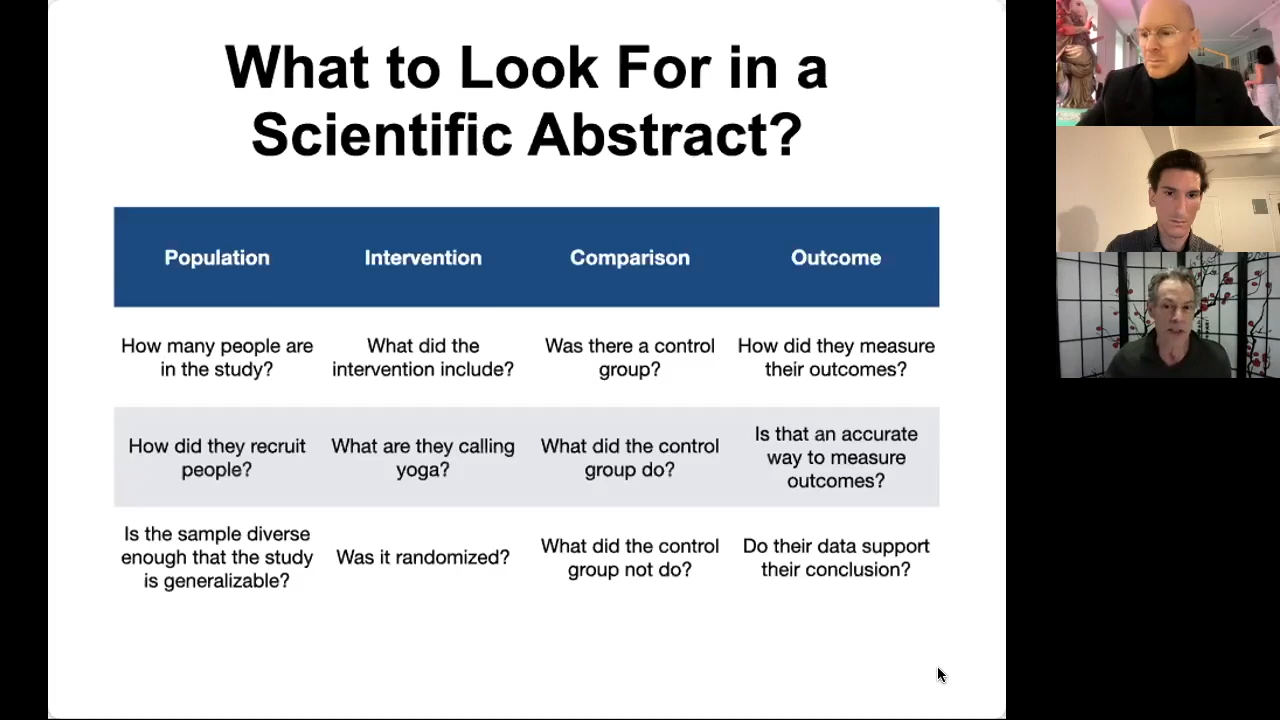 What to Look For in a
Scientific Abstract?
Population
Intervention
Comparison
Outcome
How many people are
in the study?
What did the
intervention include?
Was there a control
group?
How did they measure
their outcomes?
How did they recruit
people?
What are they calling
yoga?
What did the control
group do?
Is that an accurate
way to measure
outcomes?
Is the sample diverse
enough that the study
is generalizable?
Was it randomized?
What did the control
group not do?
Do their data support
their conclusion?